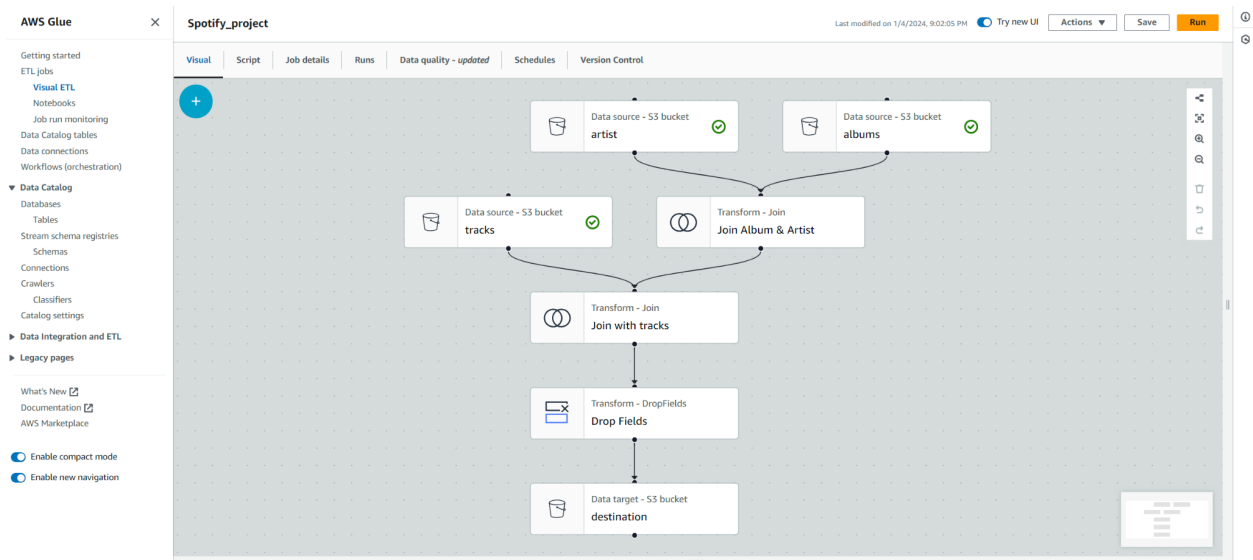 AWS Glue
Getting started
ETL jobs
Visual ETL
Notebooks
Job run monitoring
Data Catalog tables
Data connections
Workflows (orchestration)
Data Catalog
Databases
Tables
Stream schema registries
Schemas
Connections
Crawlers
Classifiers
Catalog settings
Data Integration and ETL
Legacy pages
What's New
Documentation
AWS Marketplace
Enable compact mode
Enable new navigation
Spotify_project
Last modified on 1/4/2024, 9:02:05 PM
Try new UI
Actions
Save
Run
Visual
Script
Job details
Runs
Data quality - updated
Schedules
Version Control
Data source - S3 bucket
artist
Data source - S3 bucket
albums
Data source - S3 bucket
tracks
Transform - Join
Join Album & Artist
Transform - Join
Join with tracks
Transform - DropFields
Drop Fields
Data target - S3 bucket
destination